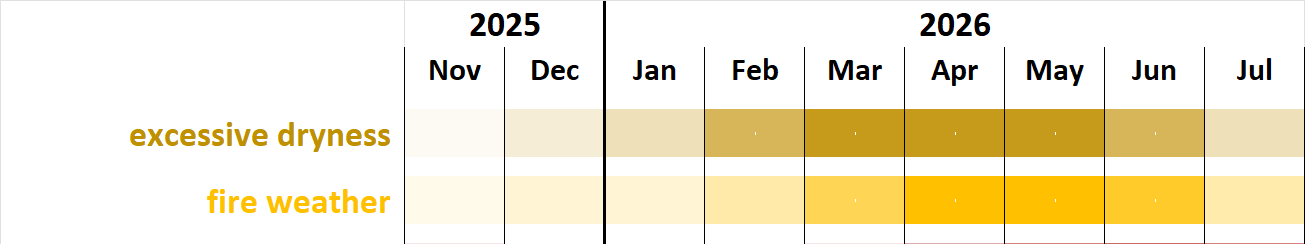 2025 2026
Nov Dec Jan Feb Mar Apr May Jun Jul
excessive dryness
fire weather